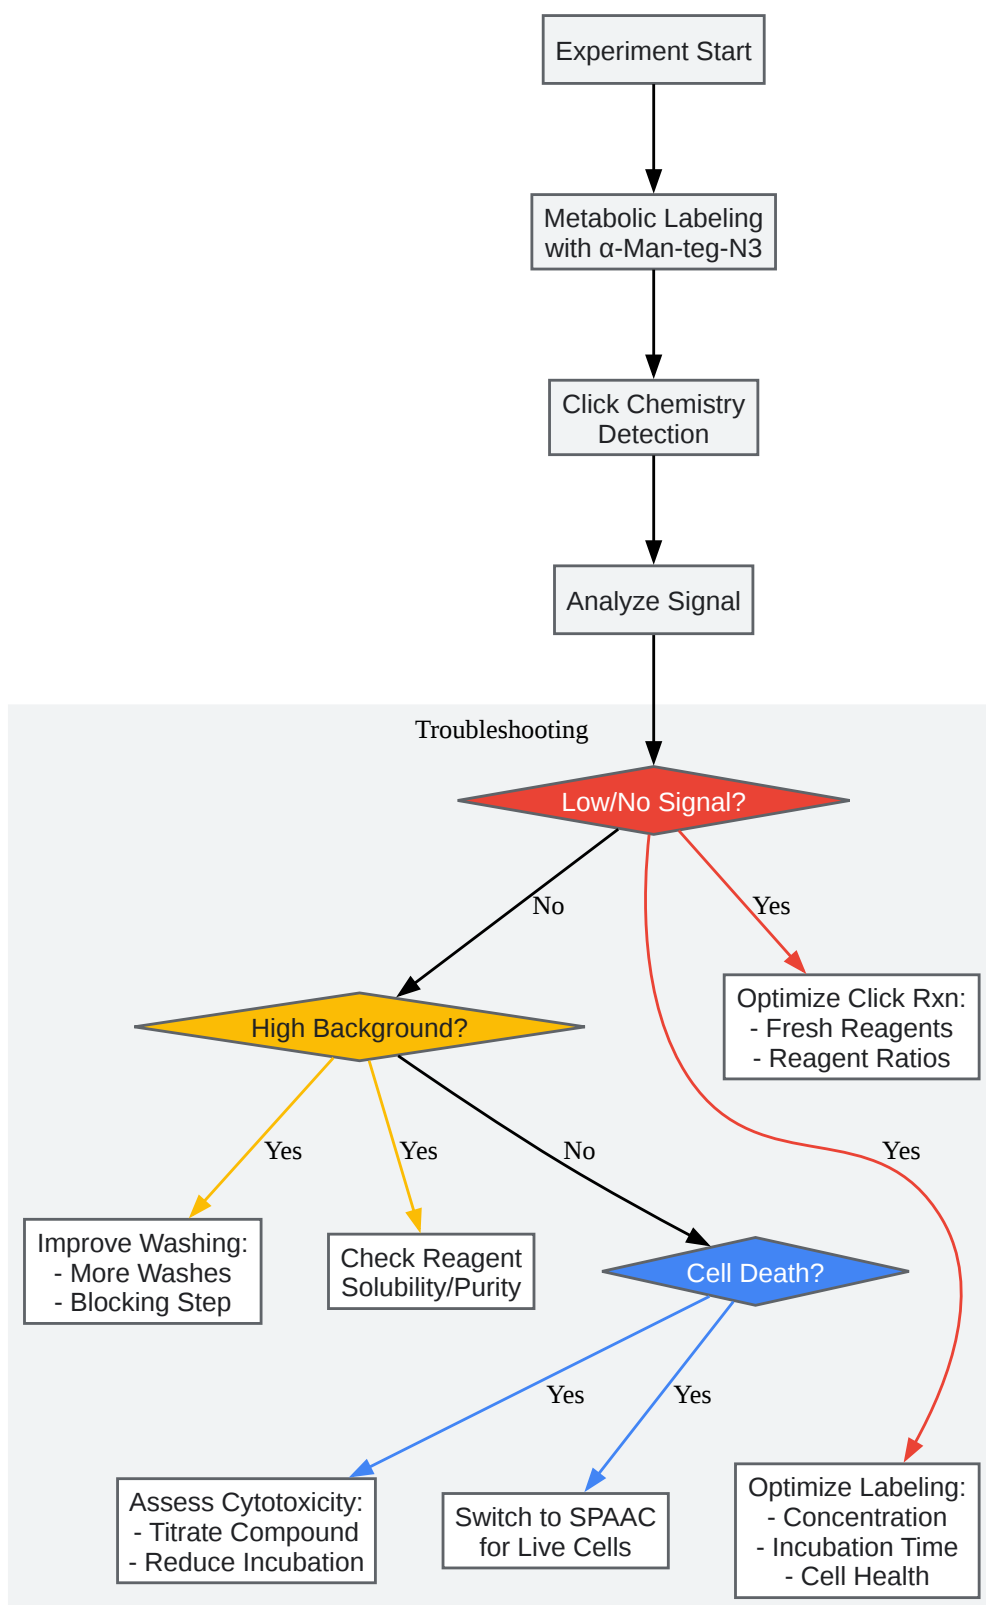 Experiment Start
Metabolic Labeling
with α-Man-teg-N3
Click Chemistry
Detection
Analyze Signal
Troubleshooting
Low/No Signal?
No
Yes
Optimize Click Rxn:
- Fresh Reagents
- Reagent Ratios
High Background?
Yes
Yes
No
Yes
Improve Washing:
- More Washes
- Blocking Step
Check Reagent
Solubility/Purity
Cell Death?
Yes
Yes
Assess Cytotoxicity:
- Titrate Compound
- Reduce Incubation
Switch to SPAAC
for Live Cells
Optimize Labeling:
- Concentration
- Incubation Time
- Cell Health